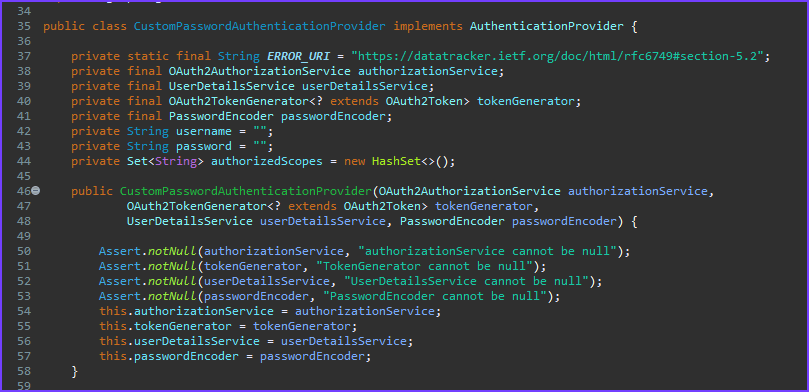 34
35 public class CustomPasswordAuthenticationProvider implements AuthenticationProvider {
36
37 private static final String ERROR_URI = "https://datatracker.ietf.org/doc/html/rfc6749#section-5.2";
38 private final OAuth2AuthorizationService authorizationService;
39 private final UserDetailsService userDetailsService;
40 private final OAuth2TokenGenerator<? extends OAuth2Token> tokenGenerator;
41 private final PasswordEncoder passwordEncoder;
42 private String username = "";
43 private String password = "";
44 private Set<String> authorizedScopes = new HashSet<>();
45
46 public CustomPasswordAuthenticationProvider(OAuth2AuthorizationService authorizationService,
47 OAuth2TokenGenerator<? extends OAuth2Token> tokenGenerator,
48 UserDetailsService userDetailsService, PasswordEncoder passwordEncoder) {
49
50 Assert.notNull(authorizationService, "authorizationService cannot be null");
51 Assert.notNull(tokenGenerator, "TokenGenerator cannot be null");
52 Assert.notNull(userDetailsService, "UserDetailsService cannot be null");
53 Assert.notNull(passwordEncoder, "PasswordEncoder cannot be null");
54 this.authorizationService = authorizationService;
55 this.tokenGenerator = tokenGenerator;
56 this.userDetailsService = userDetailsService;
57 this.passwordEncoder = passwordEncoder;
58 }
59